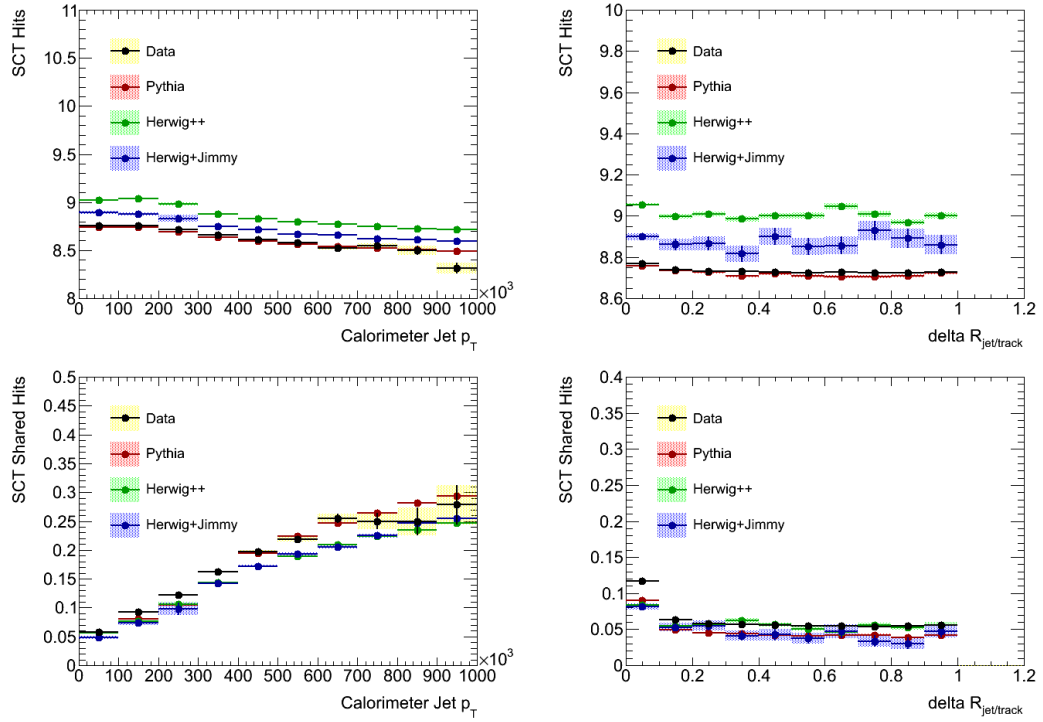 SCT Hits
11
10.5
10
9.5
9
8.5
8
Data
Pythia
Herwig++
Herwig+Jimmy
0 100 200 300 400 500 600 700 800 900 1000
×10³
Calorimeter Jet p_T
SCT Hits
10
9.8
9.6
9.4
9.2
9
8.8
8.6
Data
Pythia
Herwig++
Herwig+Jimmy
0 0.2 0.4 0.6 0.8 1 1.2
delta R_jet/track
SCT Shared Hits
0.5
0.45
0.4
0.35
0.3
0.25
0.2
0.15
0.1
0.05
0
Data
Pythia
Herwig++
Herwig+Jimmy
0 100 200 300 400 500 600 700 800 900 1000
×10³
Calorimeter Jet p_T
SCT Shared Hits
0.4
0.35
0.3
0.25
0.2
0.15
0.1
0.05
0
Data
Pythia
Herwig++
Herwig+Jimmy
0 0.2 0.4 0.6 0.8 1 1.2
delta R_jet/track